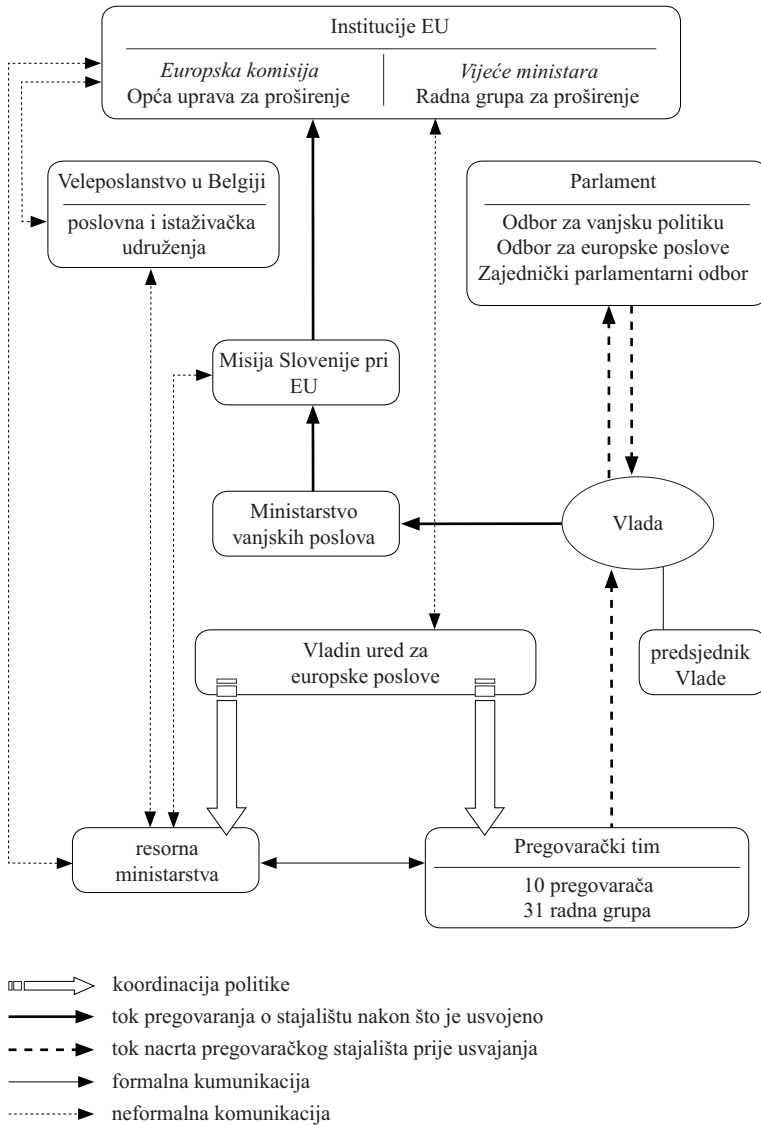 Institucije EU
Europska komisija
Opća uprava za proširenje
Vijeće ministara
Radna grupa za proširenje
Veleposlanstvo u Belgiji
poslovna i istaživačka
udruženja
Parlament
Odbor za vanjsku politiku
Odbor za europske poslove
Zajednički parlamentarni odbor
Misija Slovenije pri
EU
Ministarstvo
vanjskih poslova
Vlada
Vladin ured za
europske poslove
predsjednik
Vlade
resorna
ministarstva
Pregovarački tim
10 pregovarača
31 radna grupa
koordinacija politike
tok pregovaranja o stajalištu nakon što je usvojeno
tok nacrta pregovaračkog stajališta prije usvajanja
formalna kumunikacija
neformalna komunikacija